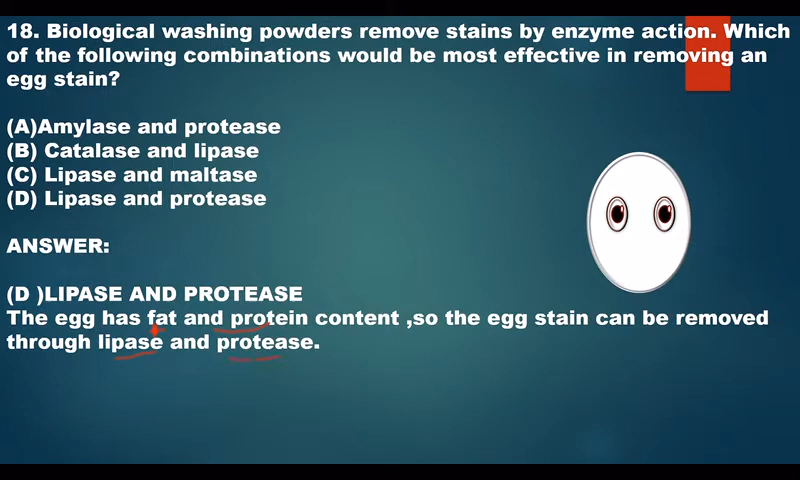 18. Biological washing powders remove stains by enzyme action. Which
of the following combinations would be most effective in removing an
egg stain?
(A)Amylase and protease
(B) Catalase and lipase
(C) Lipase and maltase
(D) Lipase and protease
ANSWER:
(D )LIPASE AND PROTEASE
The egg has fat and protein content ,so the egg stain can be removed
through lipase and protease.